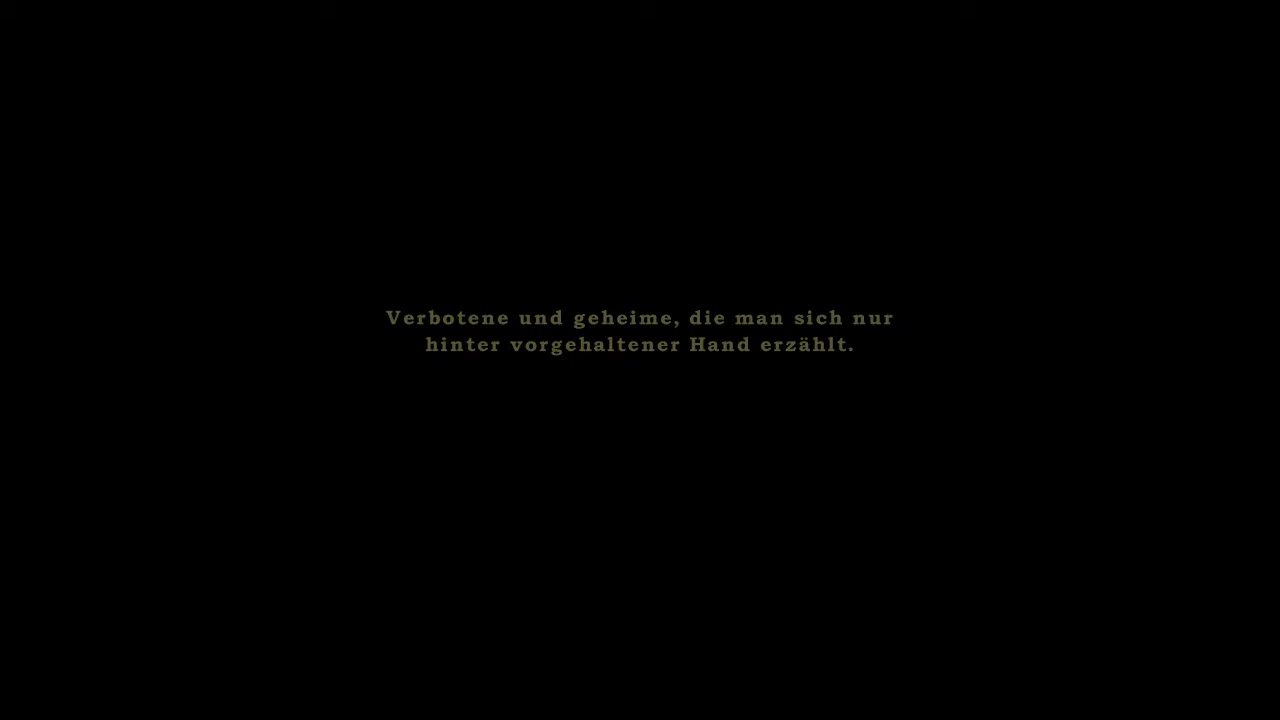 Verbotene und geheime, die man sich nur
hinter vorgehaltener Hand erzählt.